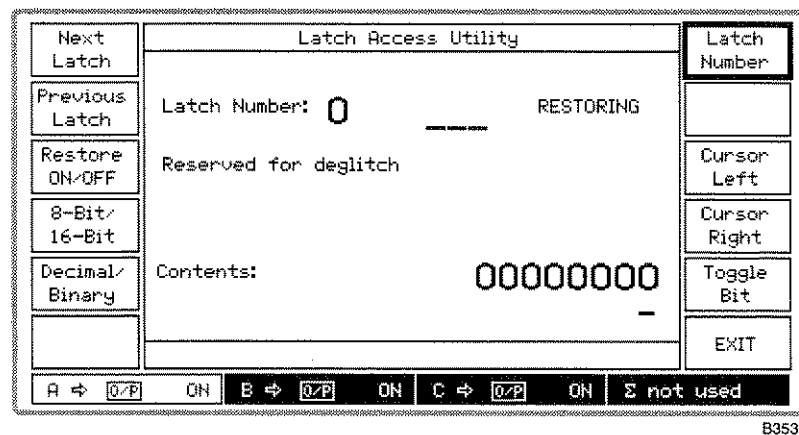 Next
Latch
Previous
Latch
Restore
ON/OFF
8-Bit/
16-Bit
Decimal/
Binary
Latch Access Utility
Latch Number: 0 RESTORING
Reserved for deglitch
Contents: 00000000
Latch
Number
Cursor
Left
Cursor
Right
Toggle
Bit
EXIT
A ⇨ O/P ON B ⇨ O/P ON C ⇨ O/P ON Σ not used
B353